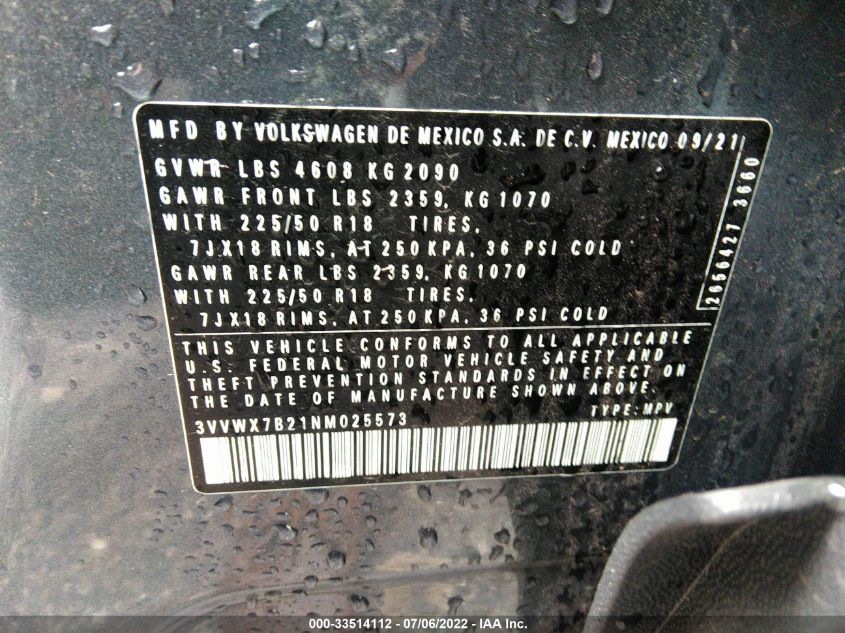 MFD BY VOLKSWAGEN DE MEXICO S.A. DE C.V. MEXICO 09/21
GVWR LBS 4608 KG 2090
GAWR FRONT LBS 2359, KG 1070
WITH 225/50 R18 TIRES,
7JX18 RIMS, AT 250 KPA, 36 PSI COLD
GAWR REAR LBS 2359, KG 1070
WITH 225/50 R18 TIRES,
7JX18 RIMS, AT 250 KPA, 36 PSI COLD
2656427 3660
THIS VEHICLE CONFORMS TO ALL APPLICABLE
U.S. FEDERAL MOTOR VEHICLE SAFETY AND
THEFT PREVENTION STANDARDS IN EFFECT ON
THE DATE OF MANUFACTURE SHOWN ABOVE.
3VVWX7B21NM025573 TYPE: MPV
000-33514112 - 07/06/2022 - IAA Inc.